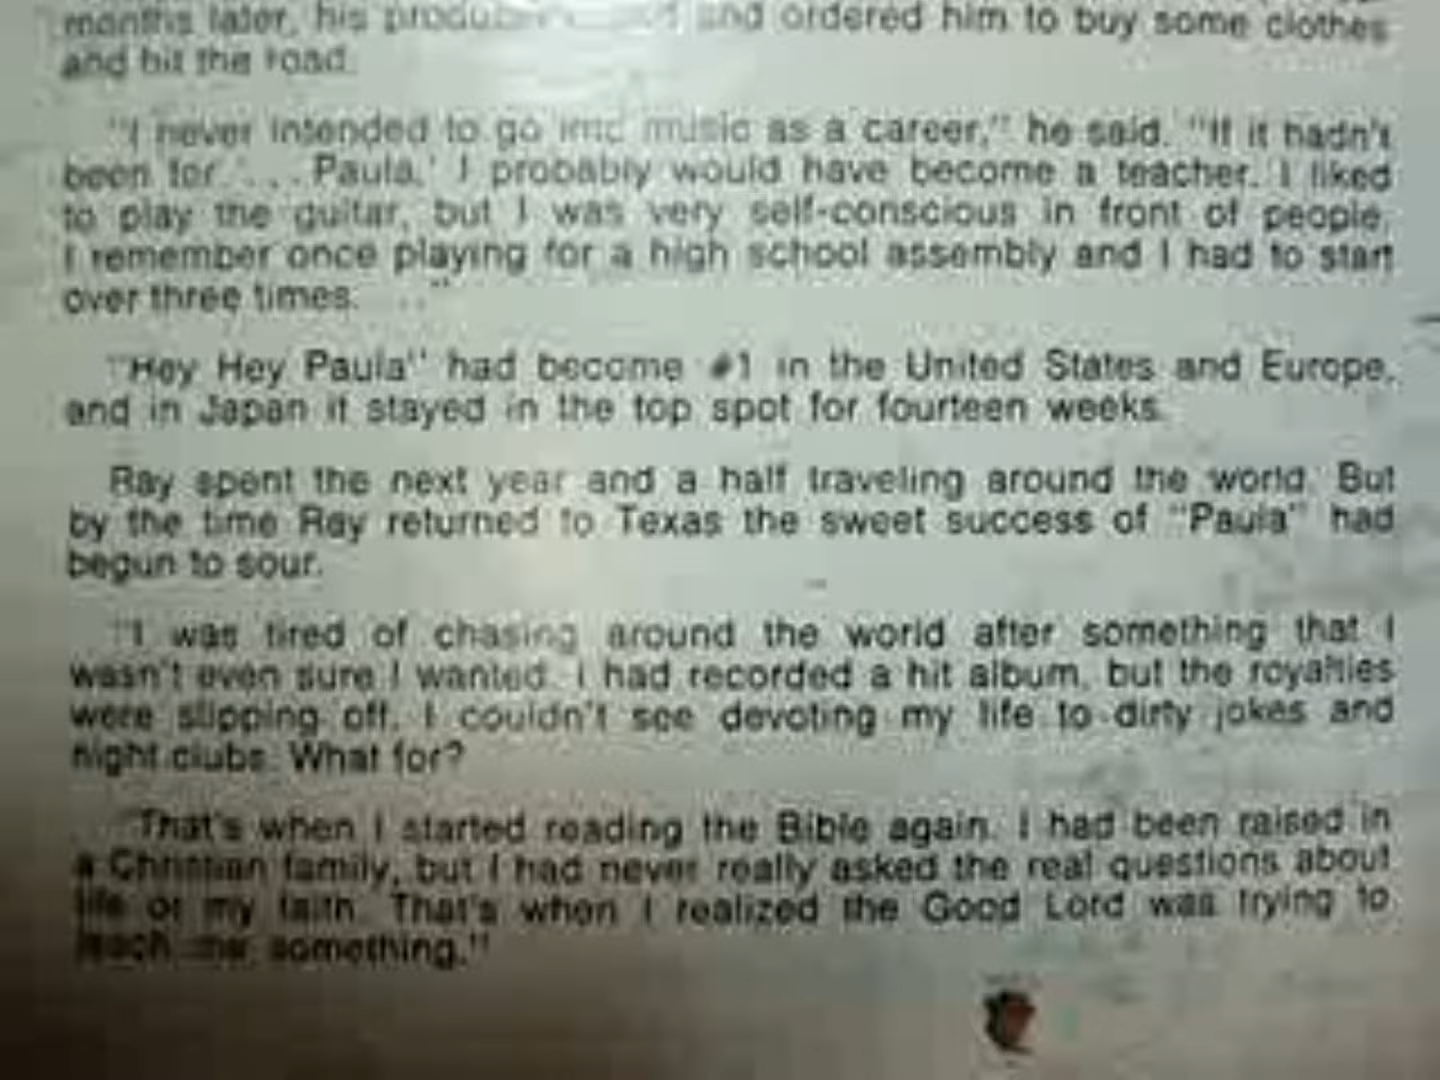 months later, his producer and ordered him to buy some clothes
and hit the road.
"I never intended to go into music as a career," he said. "If it hadn't
been for '. . . Paula,' I probably would have become a teacher. I liked
to play the guitar, but I was very self-conscious in front of people.
I remember once playing for a high school assembly and I had to start
over three times. . . ."
"Hey Hey Paula" had become #1 in the United States and Europe,
and in Japan it stayed in the top spot for fourteen weeks.
Ray spent the next year and a half traveling around the world. But
by the time Ray returned to Texas the sweet success of "Paula" had
begun to sour.
"I was tired of chasing around the world after something that I
wasn't even sure I wanted. I had recorded a hit album, but the royalties
were slipping off. I couldn't see devoting my life to dirty jokes and
night clubs. What for?
"That's when I started reading the Bible again. I had been raised in
a Christian family, but I had never really asked the real questions about
life or my faith. That's when I realized the Good Lord was trying to
teach me something."